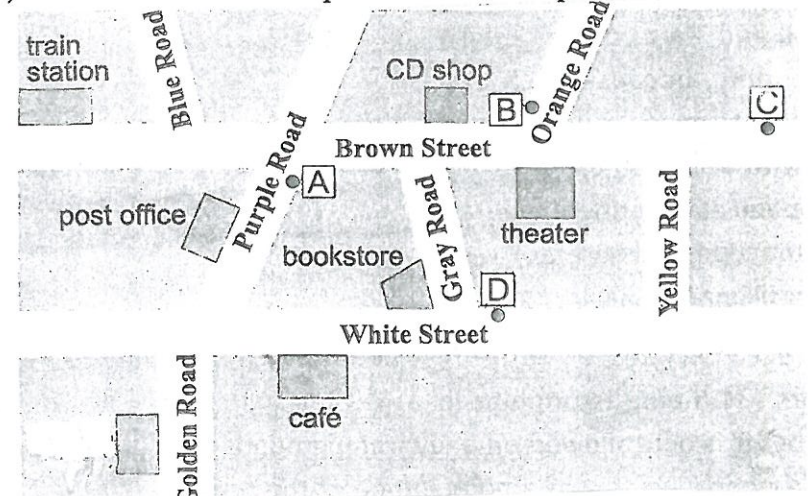 train
station
Blue Road
CD shop
B
Orange Road
C
Brown Street
Purple Road
A
post office
Gray Road
theater
Yellow Road
bookstore
D
White Street
Golden Road
café